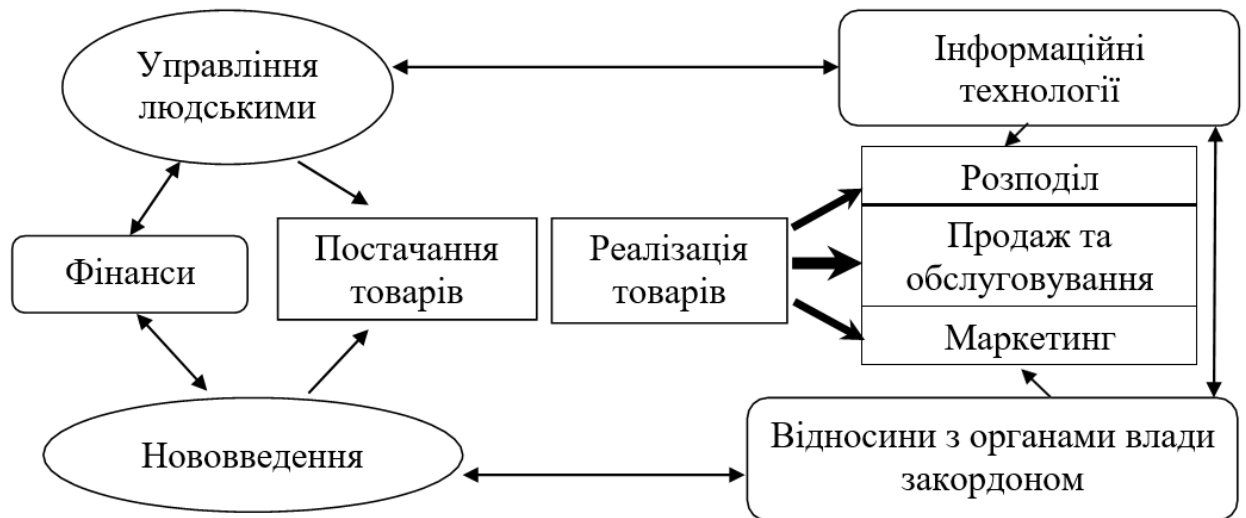 Управління
людськими
Інформаційні
технології
Розподіл
Фінанси
Постачання
товарів
Реалізація
товарів
Продаж та
обслуговування
Маркетинг
Нововведення
Відносини з органами влади
закордоном